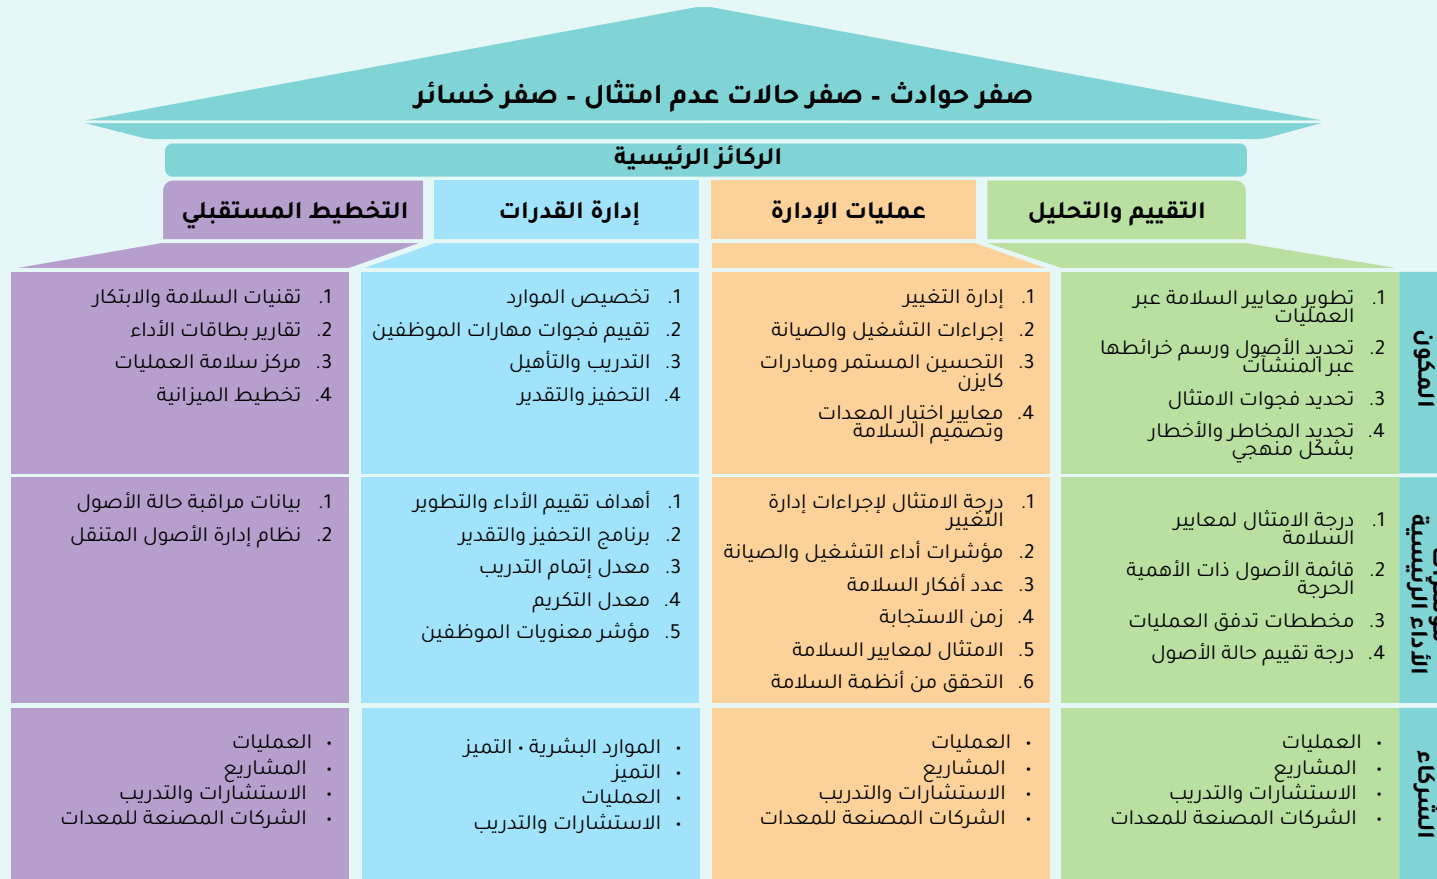 صفر حوادث - صفر حالات عدم امتثال - صفر خسائر
الركائز الرئيسية
التقييم والتحليل
عمليات الإدارة
إدارة القدرات
التخطيط المستقبلي
المكون
1. تطوير معايير السلامة عبر
العمليات
2. تحديد الأصول ورسم خرائطها
عبر المنشآت
3. تحديد فجوات الامتثال
4. تحديد المخاطر والأخطار
بشكل منهجي
1. إدارة التغيير
2. إجراءات التشغيل والصيانة
3. التحسين المستمر ومبادرات
كايزن
4. معايير اختيار المعدات
وتصميم السلامة
1. تخصيص الموارد
2. تقييم فجوات مهارات الموظفين
3. التدريب والتأهيل
4. التحفيز والتقدير
1. تقنيات السلامة والابتكار
2. تقارير بطاقات الأداء
3. مركز سلامة العمليات
4. تخطيط الميزانية
الأداء الرئيسية
1. درجة الامتثال لمعايير
السلامة
2. قائمة الأصول ذات الأهمية
الحرجة
3. مخططات تدفق العمليات
4. درجة تقييم حالة الأصول
1. درجة الامتثال لإجراءات إدارة
التغيير
2. مؤشرات أداء التشغيل والصيانة
3. عدد أفكار السلامة
4. زمن الاستجابة
5. الامتثال لمعايير السلامة
6. التحقق من أنظمة السلامة
1. أهداف تقييم الأداء والتطوير
2. برنامج التحفيز والتقدير
3. معدل إتمام التدريب
4. معدل التكريم
5. مؤشر معنويات الموظفين
1. بيانات مراقبة حالة الأصول
2. نظام إدارة الأصول المتنقل
الشركاء
• العمليات
• المشاريع
• الاستشارات والتدريب
• الشركات المصنعة للمعدات
• العمليات
• المشاريع
• الاستشارات والتدريب
• الشركات المصنعة للمعدات
• الموارد البشرية • التميز
• التميز
• العمليات
• الاستشارات والتدريب
• العمليات
• المشاريع
• الاستشارات والتدريب
• الشركات المصنعة للمعدات